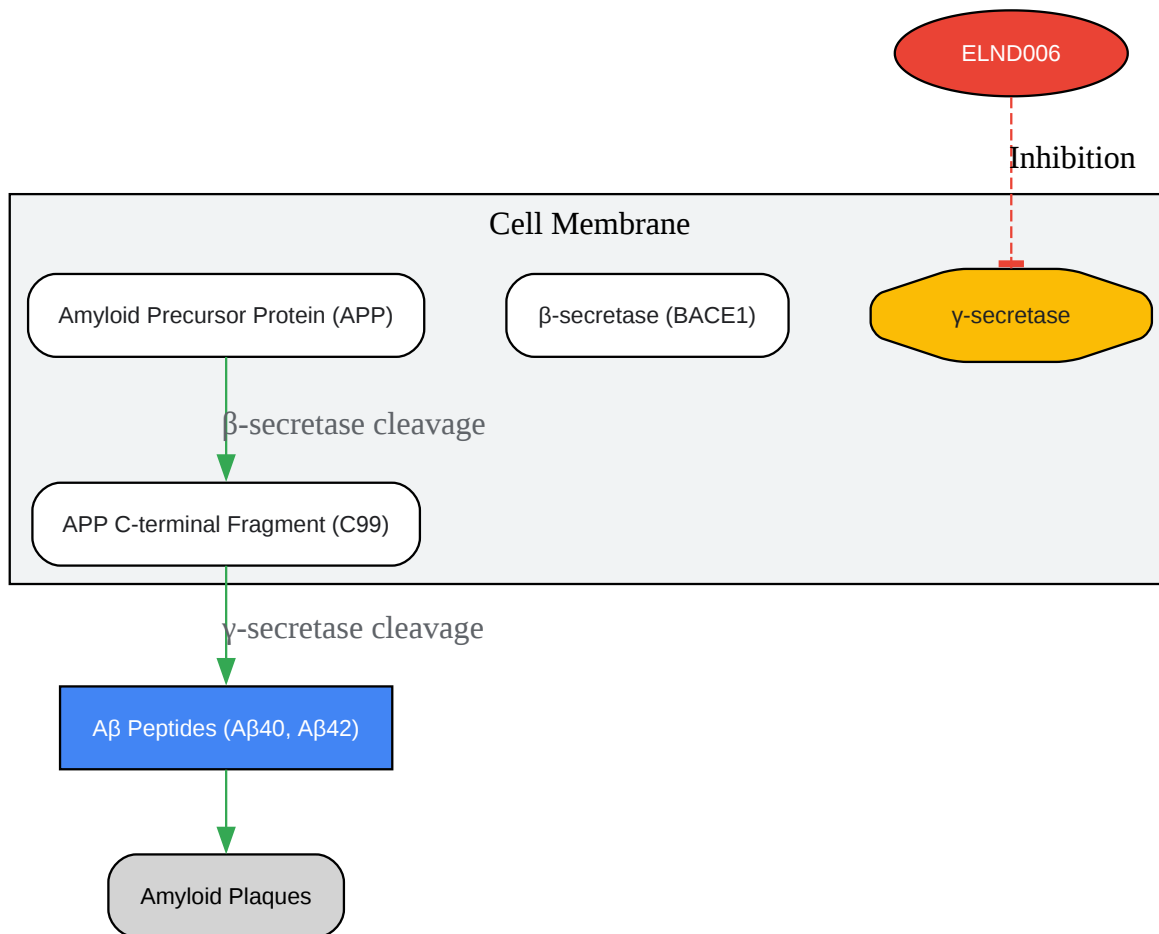 ELND006
Inhibition
Cell Membrane
Amyloid Precursor Protein (APP)
β-secretase (BACE1)
γ-secretase
β-secretase cleavage
APP C-terminal Fragment (C99)
γ-secretase cleavage
Aβ Peptides (Aβ40, Aβ42)
Amyloid Plaques